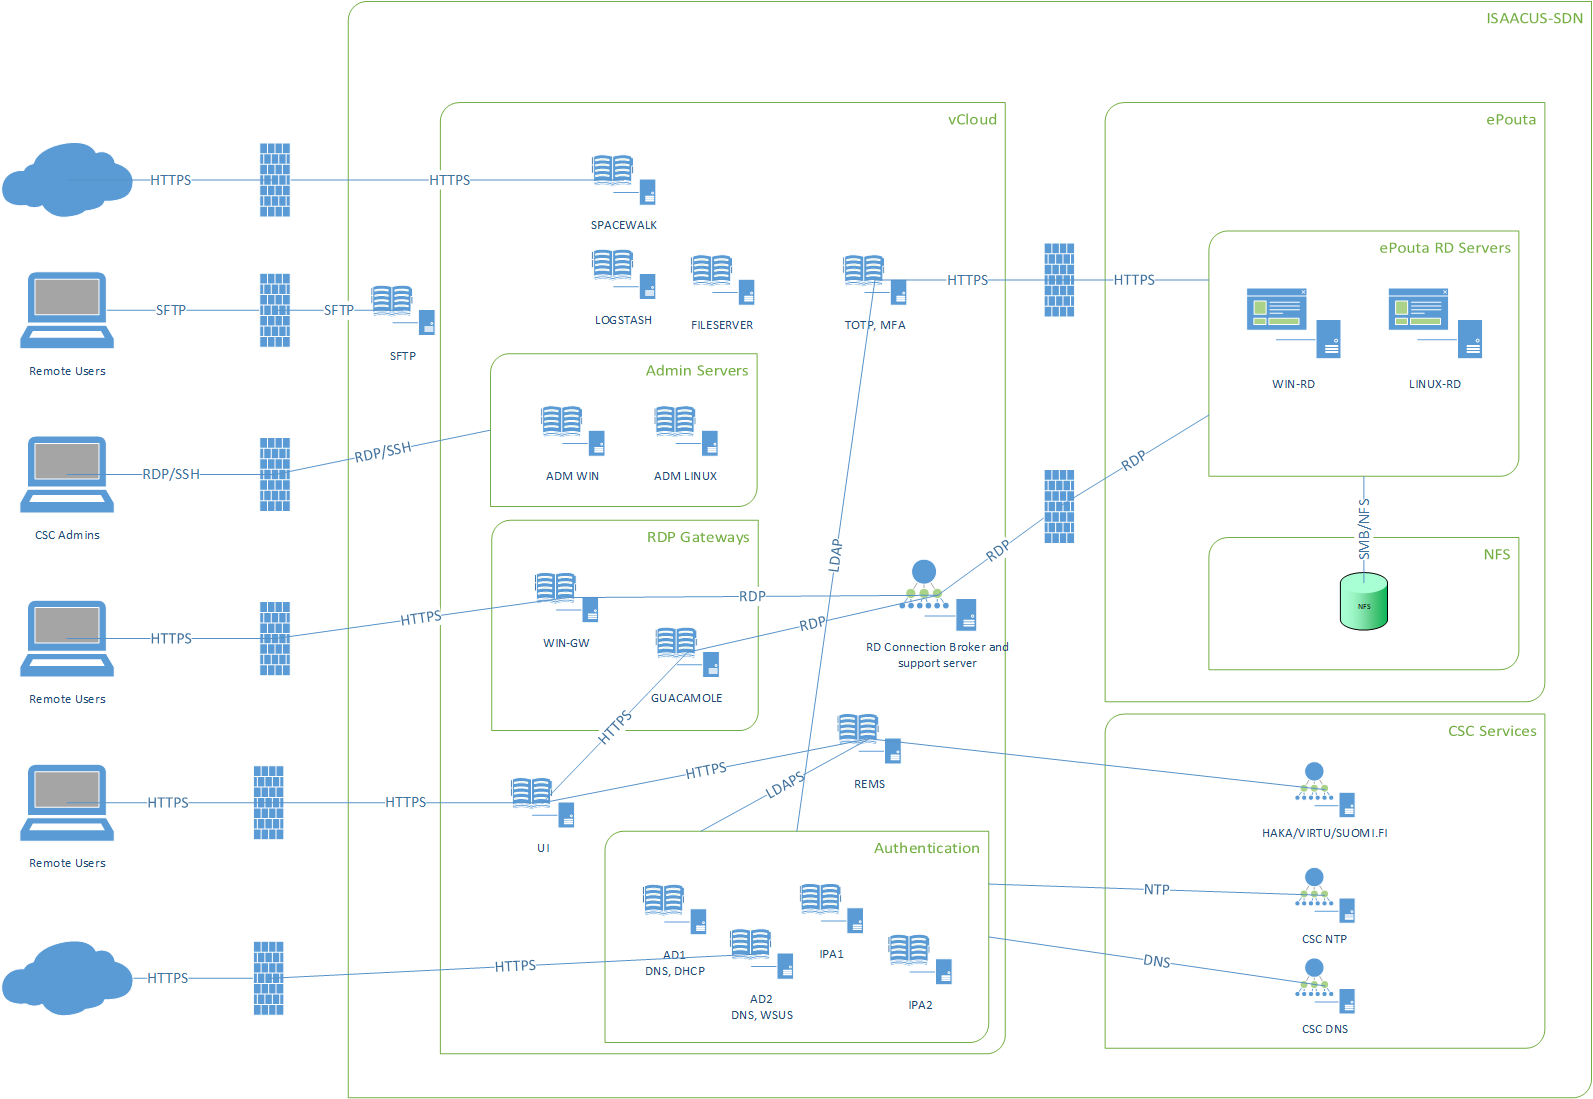 ISAACUS-SDN
vCloud
ePouta
HTTPS
HTTPS
SPACEWALK
ePouta RD Servers
LOGSTASH
FILESERVER
TOTP, MFA
HTTPS
HTTPS
SFTP
SFTP
SFTP
Remote Users
WIN-RD
LINUX-RD
Admin Servers
RDP/SSH
RDP/SSH
ADM WIN
ADM LINUX
CSC Admins
RDP
RDP
LDAP
SMB/NFS
RDP Gateways
NFS
NFS
HTTPS
HTTPS
WIN-GW
RDP
RDP
RD Connection Broker and
support server
Remote Users
GUACAMOLE
HTTPS
CSC Services
HTTPS
LDAPS
REMS
HTTPS
HTTPS
UI
HAKA/VIRTU/SUOMI.FI
Remote Users
Authentication
NTP
CSC NTP
AD1
DNS, DHCP
IPA1
HTTPS
HTTPS
AD2
DNS, WSUS
IPA2
DNS
CSC DNS